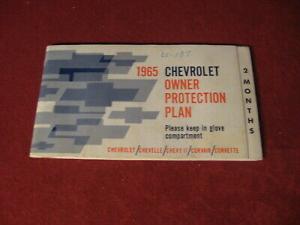 1965 CHEVROLET
OWNER
PROTECTION
PLAN
Please keep in glove
compartment
CHEVROLET/CHEVELLE/CHEVY II/CORVAIR/CORVETTE
2 MONTHS